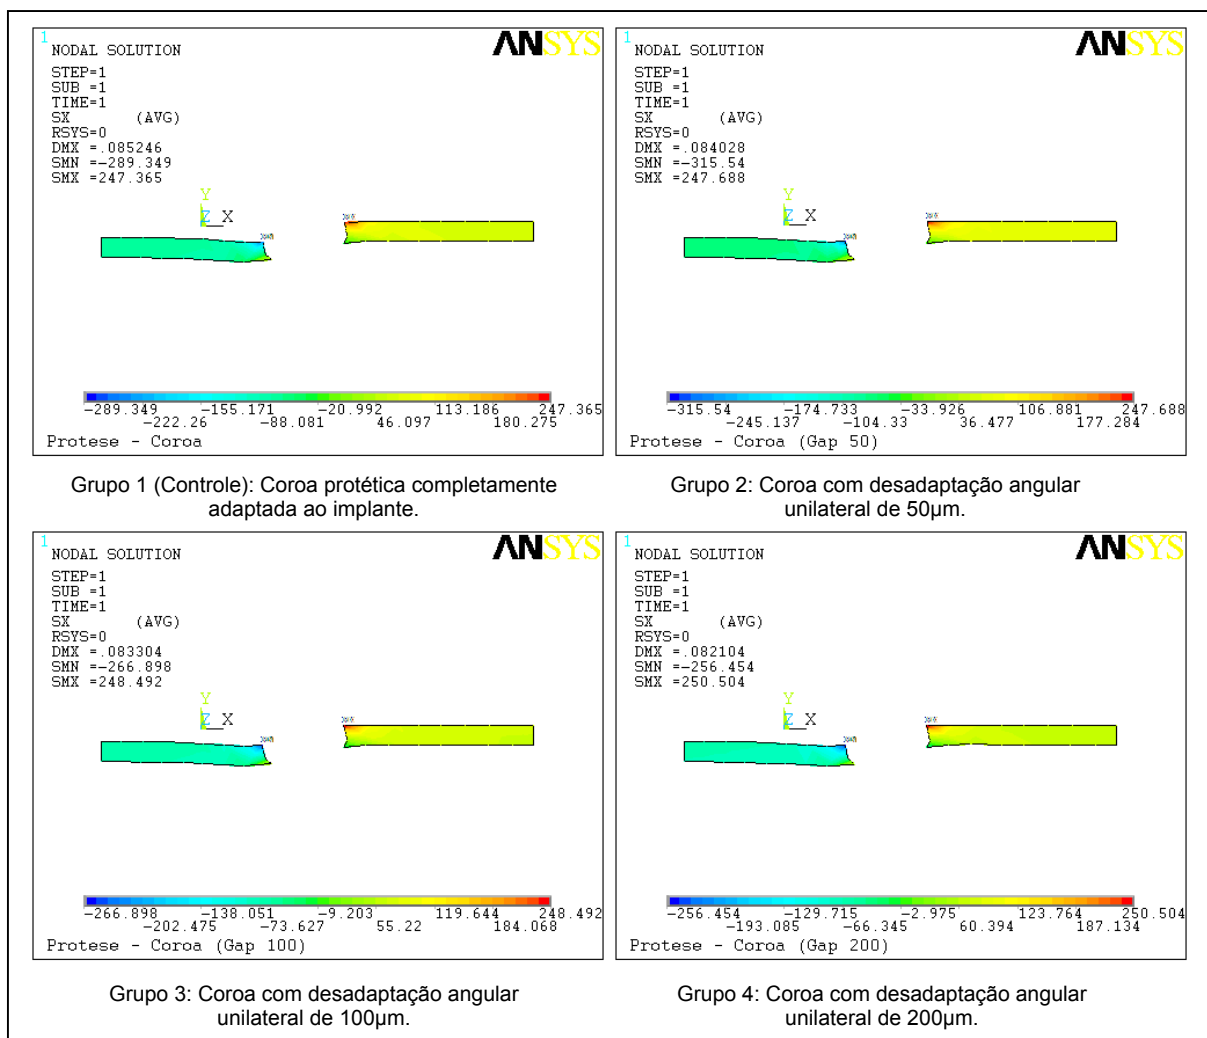 1
NODAL SOLUTION
ANSYS
STEP=1
SUB =1
TIME=1
SX (AVG)
RSYS=0
DMX =.085246
SMN =-289.349
SMX =247.365
Y
Z X
-289.349 -155.171 -20.992 113.186 247.365
-222.26 -88.081 46.097 180.275
Protese - Coroa
Grupo 1 (Controle): Coroa protética completamente
adaptada ao implante.
1
NODAL SOLUTION
ANSYS
STEP=1
SUB =1
TIME=1
SX (AVG)
RSYS=0
DMX =.084028
SMN =-315.54
SMX =247.688
Y
Z X
-315.54 -174.733 -33.926 106.881 247.688
-245.137 -104.33 36.477 177.284
Protese - Coroa (Gap 50)
Grupo 2: Coroa com desadaptação angular
unilateral de 50µm.
1
NODAL SOLUTION
ANSYS
STEP=1
SUB =1
TIME=1
SX (AVG)
RSYS=0
DMX =.083304
SMN =-266.898
SMX =248.492
Y
Z X
-266.898 -138.051 -9.203 119.644 248.492
-202.475 -73.627 55.22 184.068
Protese - Coroa (Gap 100)
Grupo 3: Coroa com desadaptação angular
unilateral de 100µm.
1
NODAL SOLUTION
ANSYS
STEP=1
SUB =1
TIME=1
SX (AVG)
RSYS=0
DMX =.082104
SMN =-256.454
SMX =250.504
Y
Z X
-256.454 -129.715 -2.975 123.764 250.504
-193.085 -66.345 60.394 187.134
Protese - Coroa (Gap 200)
Grupo 4: Coroa com desadaptação angular
unilateral de 200µm.